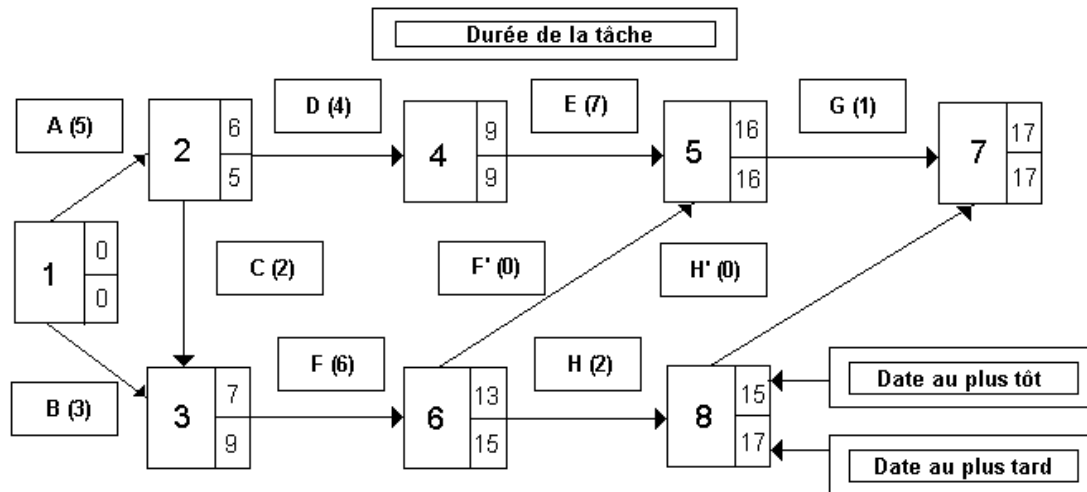 Durée de la tâche
A (5)
D (4)
E (7)
G (1)
2
6
5
4
9
9
5
16
16
7
17
17
1
0
0
C (2)
F' (0)
H' (0)
B (3)
F (6)
H (2)
3
7
9
6
13
15
8
15
17
Date au plus tôt
Date au plus tard